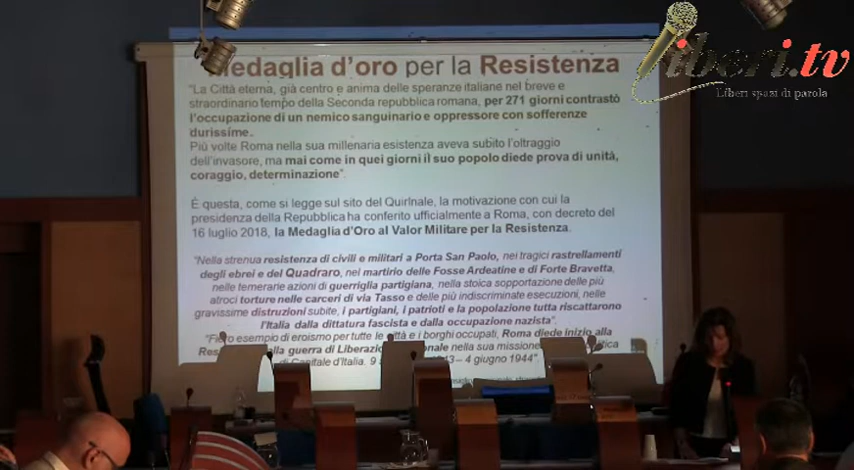 Liberi.tv
Liberi spazi di parola
Medaglia d'oro per la Resistenza
"La Città eterna, già centro e anima delle speranze italiane nel breve e
straordinario tempo della Seconda repubblica romana, per 271 giorni contrastò
l'occupazione di un nemico sanguinario e oppressore con sofferenze
durissime.
Più volte Roma nella sua millenaria esistenza aveva subito l'oltraggio
dell'invasore, ma mai come in quei giorni il suo popolo diede prova di unità,
coraggio, determinazione".
È questa, come si legge sul sito del Quirinale, la motivazione con cui la
presidenza della Repubblica ha conferito ufficialmente a Roma, con decreto del
16 luglio 2018, la Medaglia d'Oro al Valor Militare per la Resistenza.
"Nella strenua resistenza di civili e militari a Porta San Paolo, nei tragici rastrellamenti
degli ebrei e del Quadraro, nel martirio delle Fosse Ardeatine e di Forte Bravetta,
nelle temerarie azioni di guerriglia partigiana, nella stoica sopportazione delle più
atroci torture nelle carceri di via Tasso e delle più indiscriminate esecuzioni, nelle
gravissime distruzioni subite, i partigiani, i patrioti e la popolazione tutta riscattarono
l'Italia dalla dittatura fascista e dalla occupazione nazista".
"Fiero esempio di eroismo per tutte le città e i borghi occupati, Roma diede inizio alla
alla guerra di nella sua missione
di Capitale d'Italia. 9 – 4 giugno 1944".